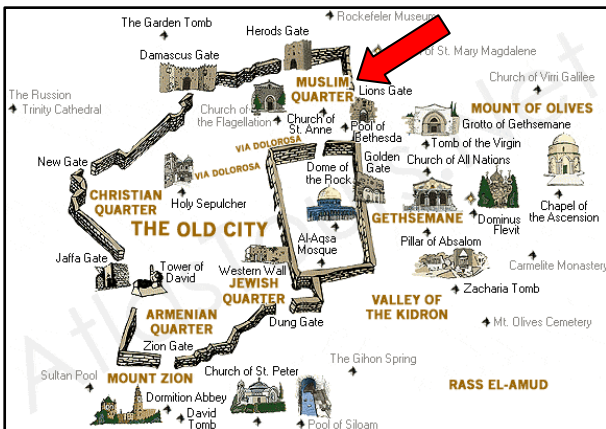 The Garden Tomb
Herods Gate
Rockefeler Museum
Damascus Gate
of St. Mary Magdalene
MUSLIM
QUARTER
Lions Gate
Church of Virri Galilee
The Russion
Trinity Cathedral
Church of
the Flagellation
Church of
St. Anne
Pool of
Bethesda
MOUNT OF OLIVES
Grotto of Gethsemane
Tomb of the Virgin
VIA DOLOROSA
VIA DOLOROSA
New Gate
Dome of
the Rock
Golden
Gate
Church of All Nations
CHRISTIAN
QUARTER
Holy Sepulcher
THE OLD CITY
GETHSEMANE
Dominus
Flevit
Chapel of
the Ascension
Al-Aqsa
Mosque
Pillar of Absalom
Jaffa Gate
Tower of
David
Western Wall
JEWISH
QUARTER
Carmelite Monastery
Zacharia Tomb
VALLEY OF
THE KIDRON
ARMENIAN
QUARTER
Dung Gate
Mt. Olives Cemetery
Zion Gate
Sultan Pool
MOUNT ZION
Church of St. Peter
The Gihon Spring
RASS EL-AMUD
Dormition Abbey
David
Tomb
Pool of Siloam